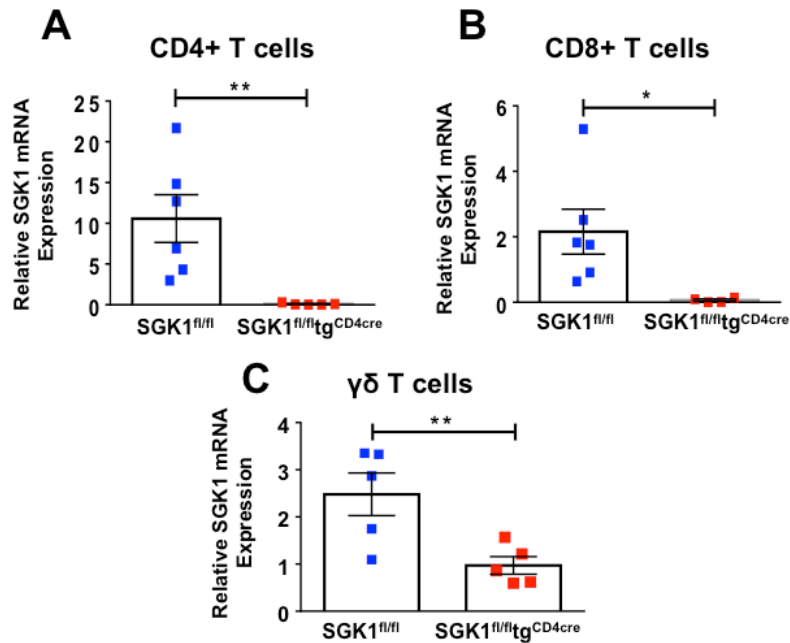 A
CD4+ T cells
**
Relative SGK1 mRNA
Expression
25
20
15
10
5
0
SGK1fl/fl
SGK1fl/fltgCD4cre
B
CD8+ T cells
*
Relative SGK1 mRNA
Expression
6
4
2
0
SGK1fl/fl
SGK1fl/fltgCD4cre
C
γδ T cells
**
Relative SGK1 mRNA
Expression
4
3
2
1
0
SGK1fl/fl
SGK1fl/fltgCD4cre